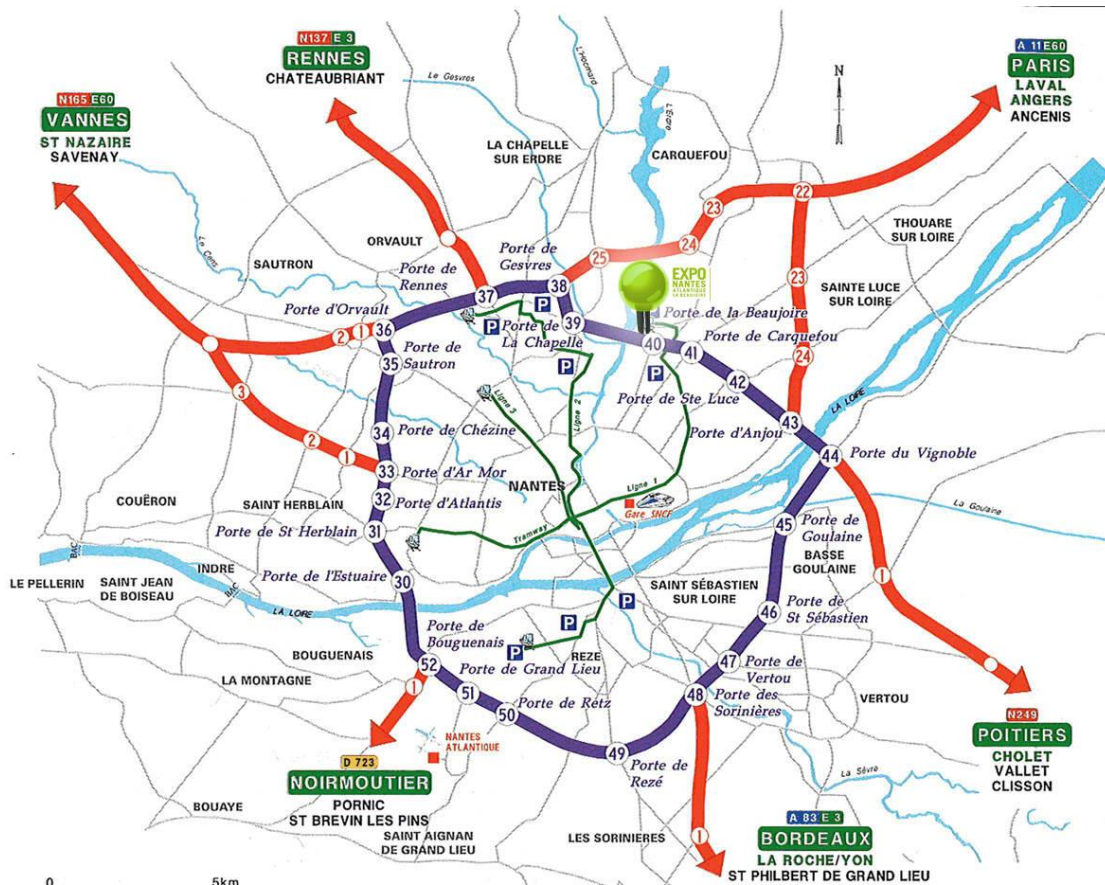 N137 E 3
RENNES
CHATEAUBRIANT
N165 E60
VANNES
ST NAZAIRE
SAVENAY
A 11 E60
PARIS
LAVAL
ANGERS
ANCENIS
N
Le Gesvres
L'Hocmard
L'Erdre
LA CHAPELLE
SUR ERDRE
CARQUEFOU
22
23
24
25
THOUARE
SUR LOIRE
ORVAULT
SAUTRON
Le Cens
Porte de
Rennes
37
Porte de
Gesvres
38
EXPO
NANTES
ATLANTIQUE
LA BEAUJOIRE
23
SAINTE LUCE
SUR LOIRE
Porte d'Orvault
36
2
1
P
P
Porte de
La Chapelle
39
Porte de la Beaujoire
40
Porte de Carquefou
41
24
Porte de
Sautron
35
P
P
42
Porte de Ste Luce
3
Ligne 3
Ligne 2
LA LOIRE
Porte de Chézine
34
Porte d'Anjou
43
2
1
Porte d'Ar Mor
33
44
Porte du Vignoble
NANTES
Ligne 1
COUËRON
SAINT HERBLAIN
32
Porte d'Atlantis
Gare SNCF
La Goulaine
Porte de St Herblain
31
Tramway
45
Porte de
Goulaine
BAC
LE PELLERIN
SAINT JEAN
DE BOISEAU
INDRE
BAC
Porte de l'Estuaire
30
BASSE
GOULAINE
1
SAINT SÉBASTIEN
SUR LOIRE
LA LOIRE
P
P
46
Porte de
St Sébastien
Porte de
Bouguenais
52
BOUGUENAIS
P
REZE
Porte de Grand Lieu
51
47
Porte de
Vertou
LA MONTAGNE
1
50
Porte de Retz
48
Porte des
Sorinières
VERTOU
NANTES
ATLANTIQUE
49
Porte de
Rezé
N249
POITIERS
CHOLET
VALLET
CLISSON
D 723
NOIRMOUTIER
PORNIC
ST BREVIN LES PINS
La Sèvre
BOUAYE
SAINT AIGNAN
DE GRAND LIEU
LES SORINIERES
1
A 83 E 3
BORDEAUX
LA ROCHE/YON
ST PHILBERT DE GRAND LIEU
0 5km